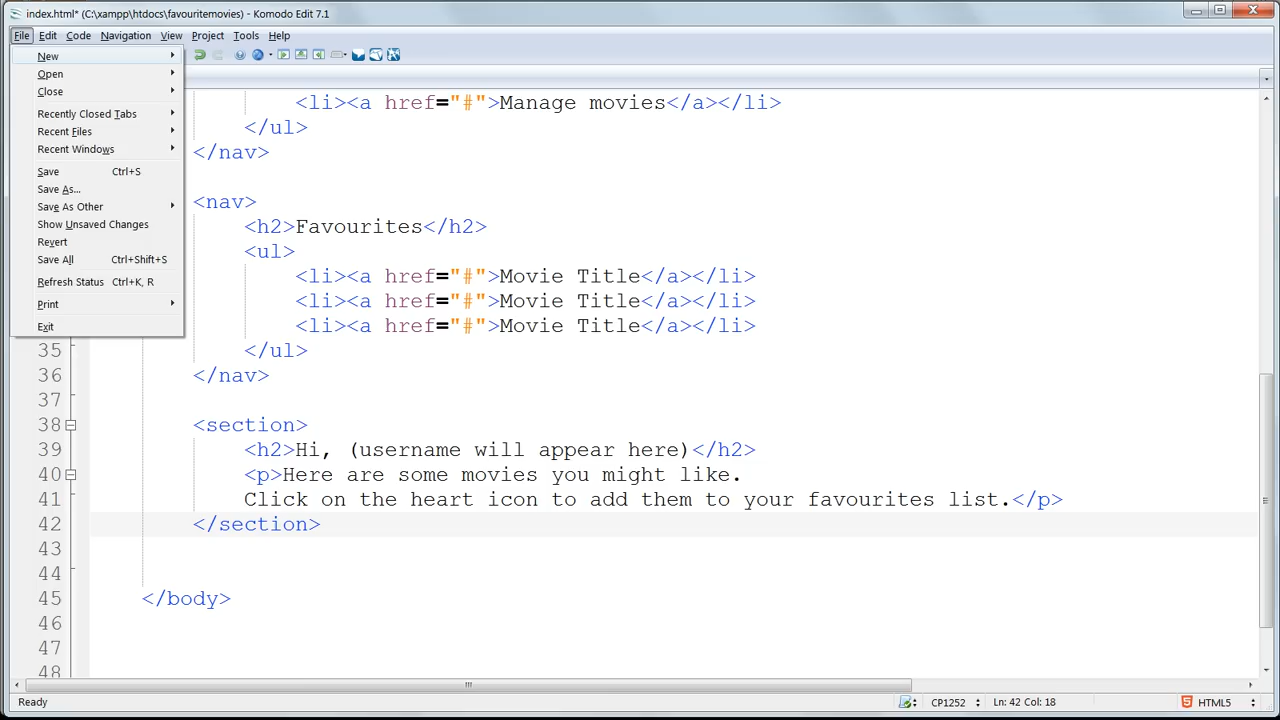 index.html* (C:\xampp\htdocs\favouritemovies) - Komodo Edit 7.1
File Edit Code Navigation View Project Tools Help
New
Open
Close
Recently Closed Tabs
Recent Files
Recent Windows
Save Ctrl+S
Save As...
Save As Other
Show Unsaved Changes
Revert
Save All Ctrl+Shift+S
Refresh Status Ctrl+K, R
Print
Exit
<li><a href="#">Manage movies</a></li>
</ul>
</nav>
<nav>
<h2>Favourites</h2>
<ul>
<li><a href="#">Movie Title</a></li>
<li><a href="#">Movie Title</a></li>
<li><a href="#">Movie Title</a></li>
35 </ul>
36 </nav>
37
38 <section>
39 <h2>Hi, (username will appear here)</h2>
40 <p>Here are some movies you might like.
41 Click on the heart icon to add them to your favourites list.</p>
42 </section>
43
44
45 </body>
46
47
48
Ready CP1252 Ln: 42 Col: 18 HTML5